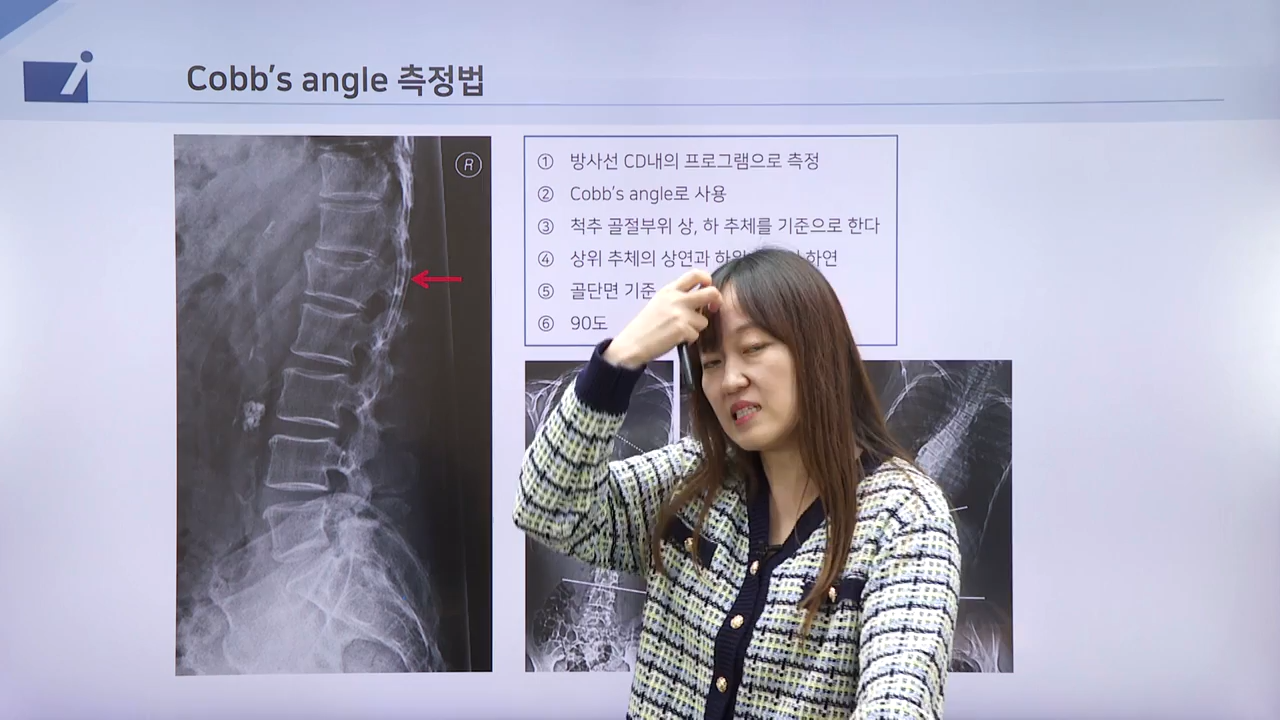 Cobb's angle 측정법
R
① 방사선 CD내의 프로그램으로 측정
② Cobb's angle로 사용
③ 척추 골절부위 상, 하 추체를 기준으로 한다
④ 상위 추체의 상연과 하연
⑤ 골단면 기준
⑥ 90도